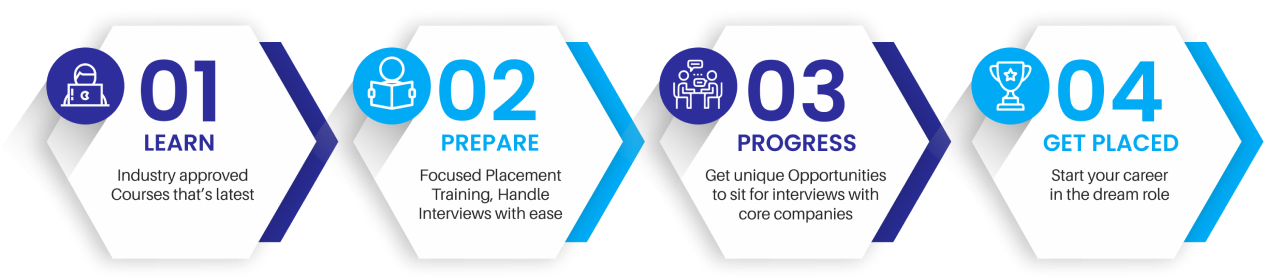 01
LEARN
Industry approved
Courses that's latest
02
PREPARE
Focused Placement
Training, Handle
Interviews with ease
03
PROGRESS
Get unique Opportunities
to sit for interviews with
core companies
04
GET PLACED
Start your career
in the dream role